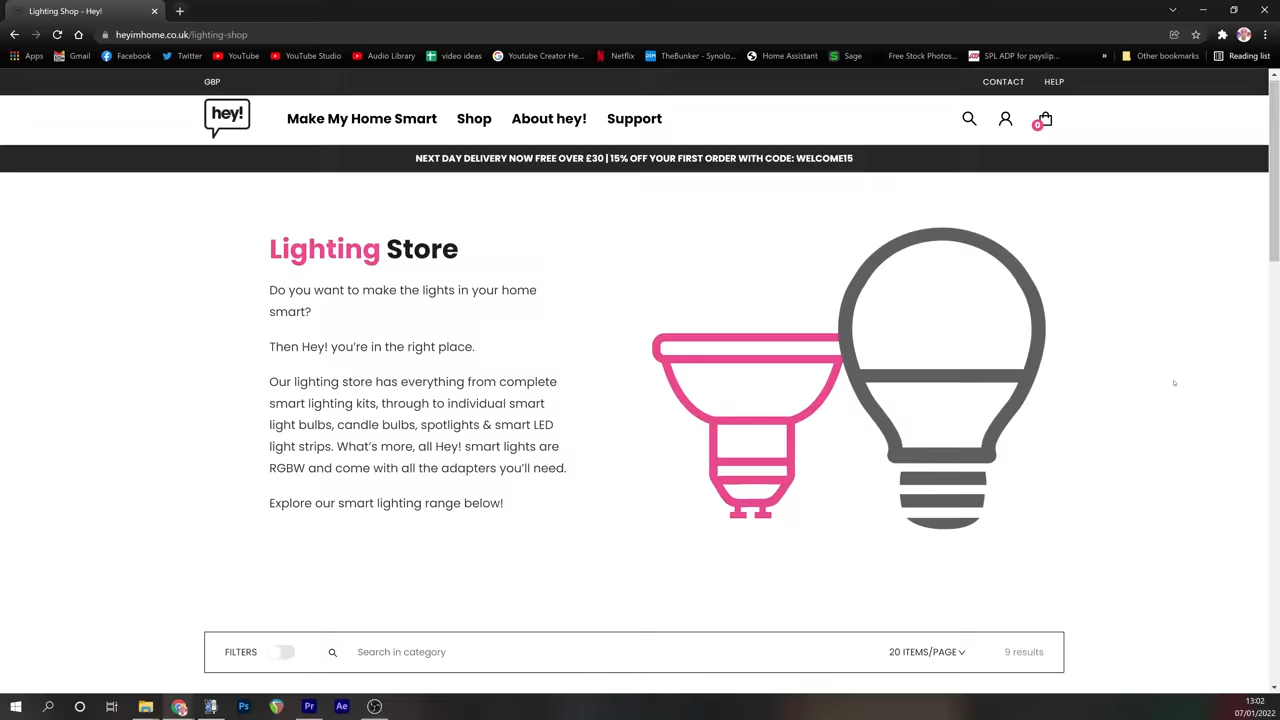 Lighting Shop - Hey!
heyimhome.co.uk/lighting-shop
Apps Gmail Facebook Twitter YouTube YouTube Studio Audio Library video ideas Youtube Creator He... Netflix TheBunker - Synolo... Home Assistant Sage Free Stock Photos... SPL ADP for payslip... » Other bookmarks Reading list
GBP CONTACT HELP
hey! Make My Home Smart Shop About hey! Support 0
NEXT DAY DELIVERY NOW FREE OVER £30 | 15% OFF YOUR FIRST ORDER WITH CODE: WELCOME15
Lighting Store
Do you want to make the lights in your home
smart?
Then Hey! you’re in the right place.
Our lighting store has everything from complete
smart lighting kits, through to individual smart
light bulbs, candle bulbs, spotlights & smart LED
light strips. What’s more, all Hey! smart lights are
RGBW and come with all the adapters you’ll need.
Explore our smart lighting range below!
FILTERS Search in category 20 ITEMS/PAGE 9 results
Ps Pr Ae 13:02
07/01/2022